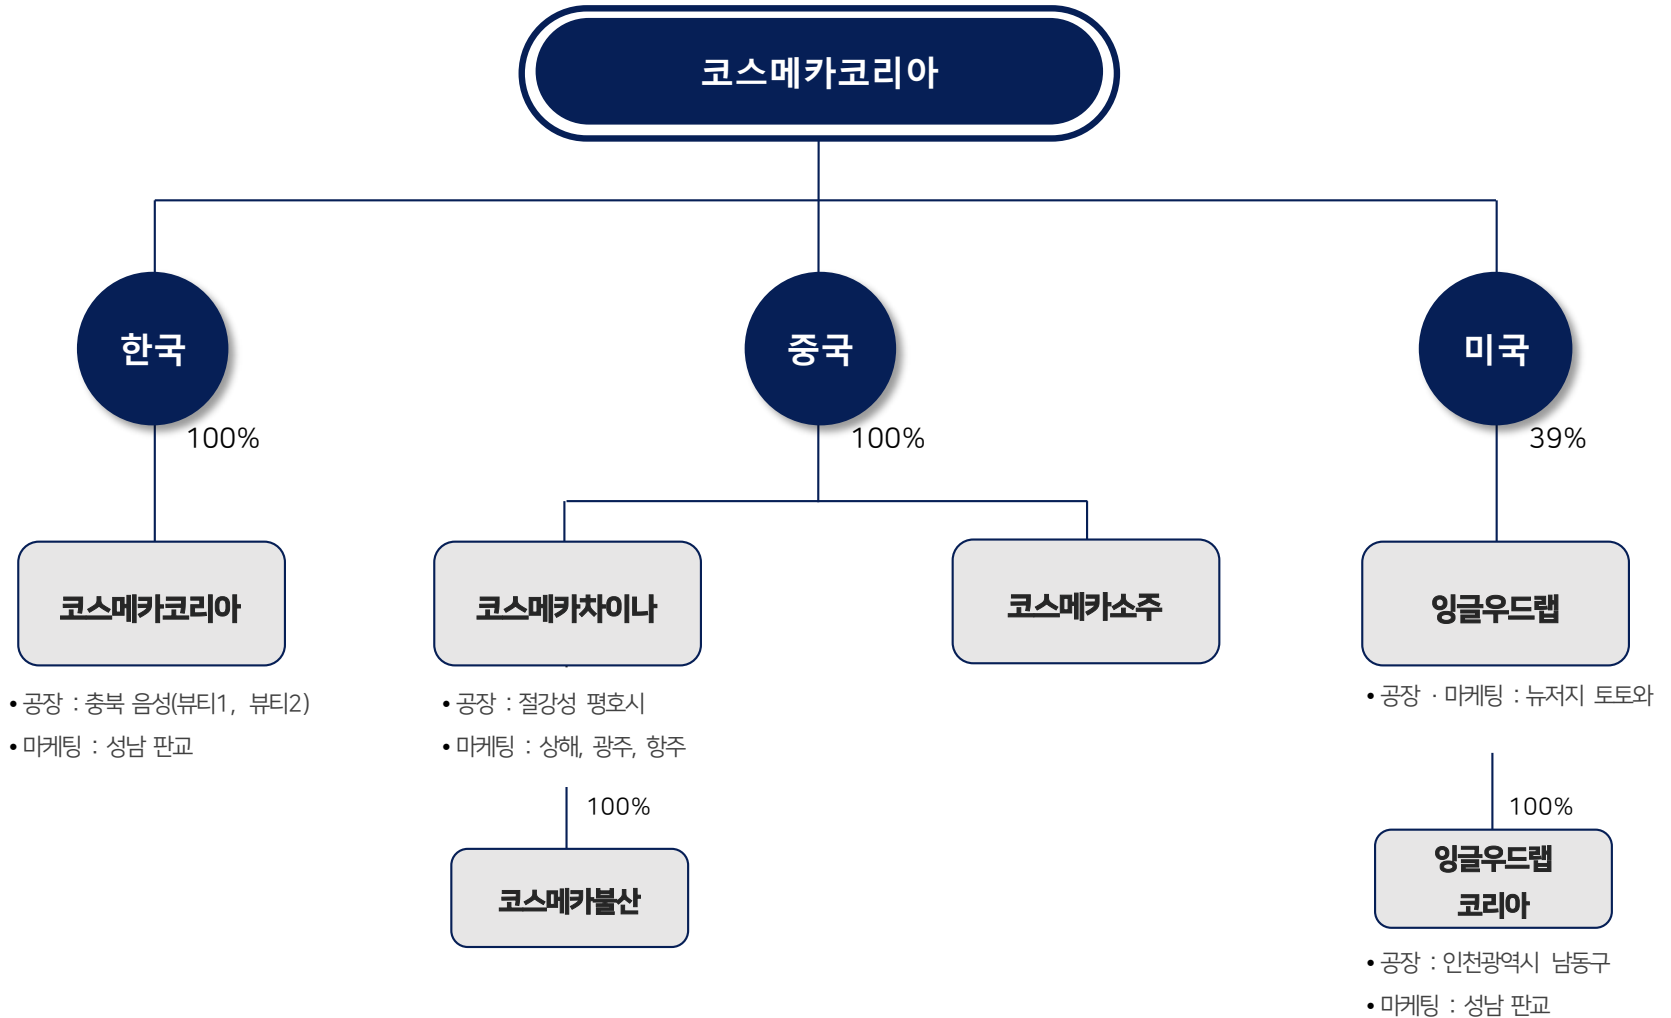 코스메카코리아
한국
중국
미국
100%
100%
39%
코스메카코리아
코스메카차이나
코스메카소주
잉글우드랩
• 공장 : 충북 음성(뷰티1, 뷰티2)
• 마케팅 : 성남 판교
• 공장 : 절강성 평호시
• 마케팅 : 상해, 광주, 항주
• 공장 · 마케팅 : 뉴저지 토토와
100%
코스메카불산
100%
잉글우드랩
코리아
• 공장 : 인천광역시 남동구
• 마케팅 : 성남 판교